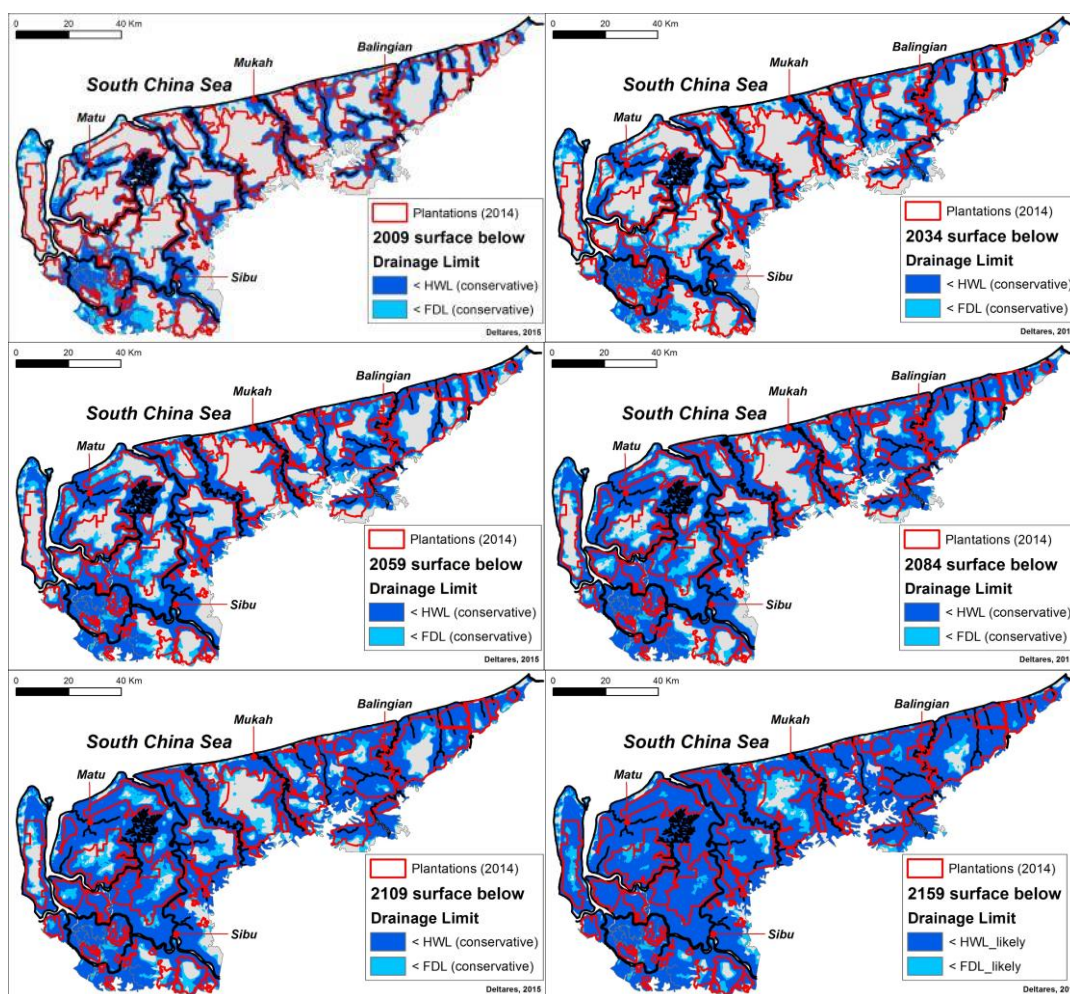 0 20 40 Km
Balingian
Mukah
South China Sea
Matu
Plantations (2014)
2009 surface below
Drainage Limit
< HWL (conservative)
< FDL (conservative)
Sibu
Deltares, 2015
0 20 40 Km
Balingian
Mukah
South China Sea
Matu
Plantations (2014)
2034 surface below
Drainage Limit
< HWL (conservative)
< FDL (conservative)
Sibu
Deltares, 201
0 20 40 Km
Balingian
Mukah
South China Sea
Matu
Plantations (2014)
2059 surface below
Drainage Limit
< HWL (conservative)
< FDL (conservative)
Sibu
Deltares, 2015
0 20 40 Km
Balingian
Mukah
South China Sea
Matu
Plantations (2014)
2084 surface below
Drainage Limit
< HWL (conservative)
< FDL (conservative)
Sibu
Deltares, 201
0 20 40 Km
Balingian
Mukah
South China Sea
Matu
Plantations (2014)
2109 surface below
Drainage Limit
< HWL (conservative)
< FDL (conservative)
Sibu
Deltares, 2015
0 20 40 Km
Balingian
Mukah
South China Sea
Matu
Plantations (2014)
2159 surface below
Drainage Limit
< HWL_likely
< FDL_likely
Sibu
Deltares, 201